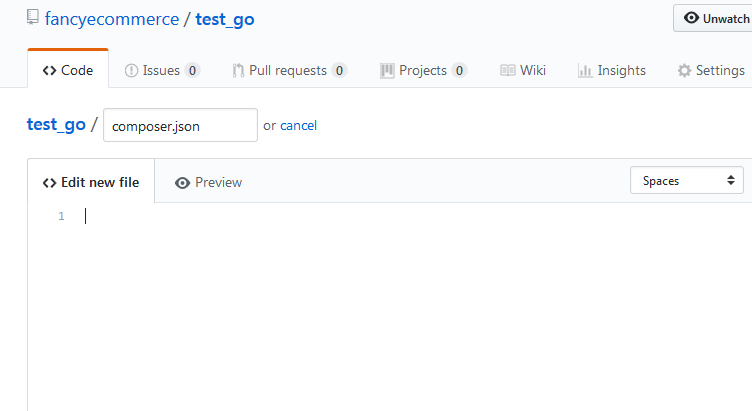 fancyecommerce / test_go
Unwatch
Code Issues 0 Pull requests 0 Projects 0 Wiki Insights Settings
test_go / composer.json or cancel
Edit new file Preview Spaces
1